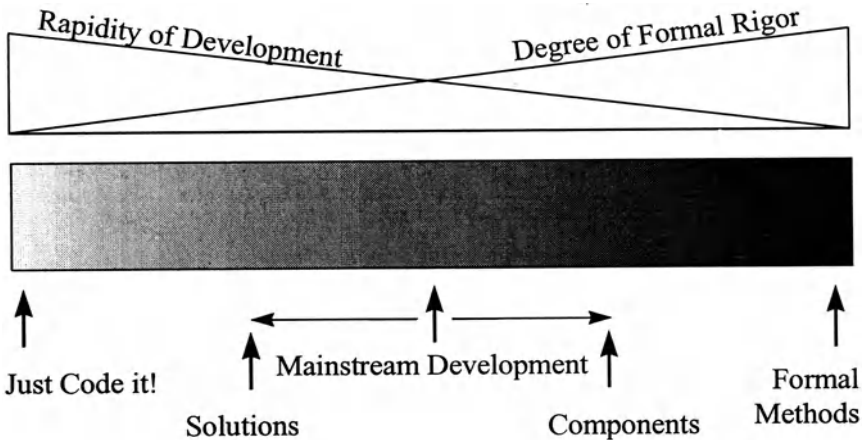 Rapidity of Development
Degree of Formal Rigor
Just Code it!
Mainstream Development
Formal
Methods
Solutions
Components